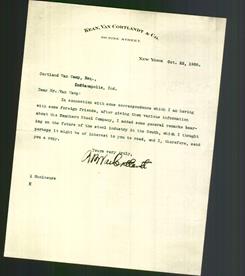 KEAN, VAN CORTLANDT & CO.
NEW YORK Oct. 22, 1900.
Cortland Van Camp, Esq.,
Indianapolis, Ind.
Dear Mr. Van Camp:
In connection with some correspondence which I am having
with some foreign friends, after giving them various information
about the Southern Steel Company, I added some general remarks bear-
ing on the future of the steel industry in the South, which I thought
perhaps it might be of interest to you to read, and I, therefore, send
you a copy.
Yours very truly,
1 Enclosure